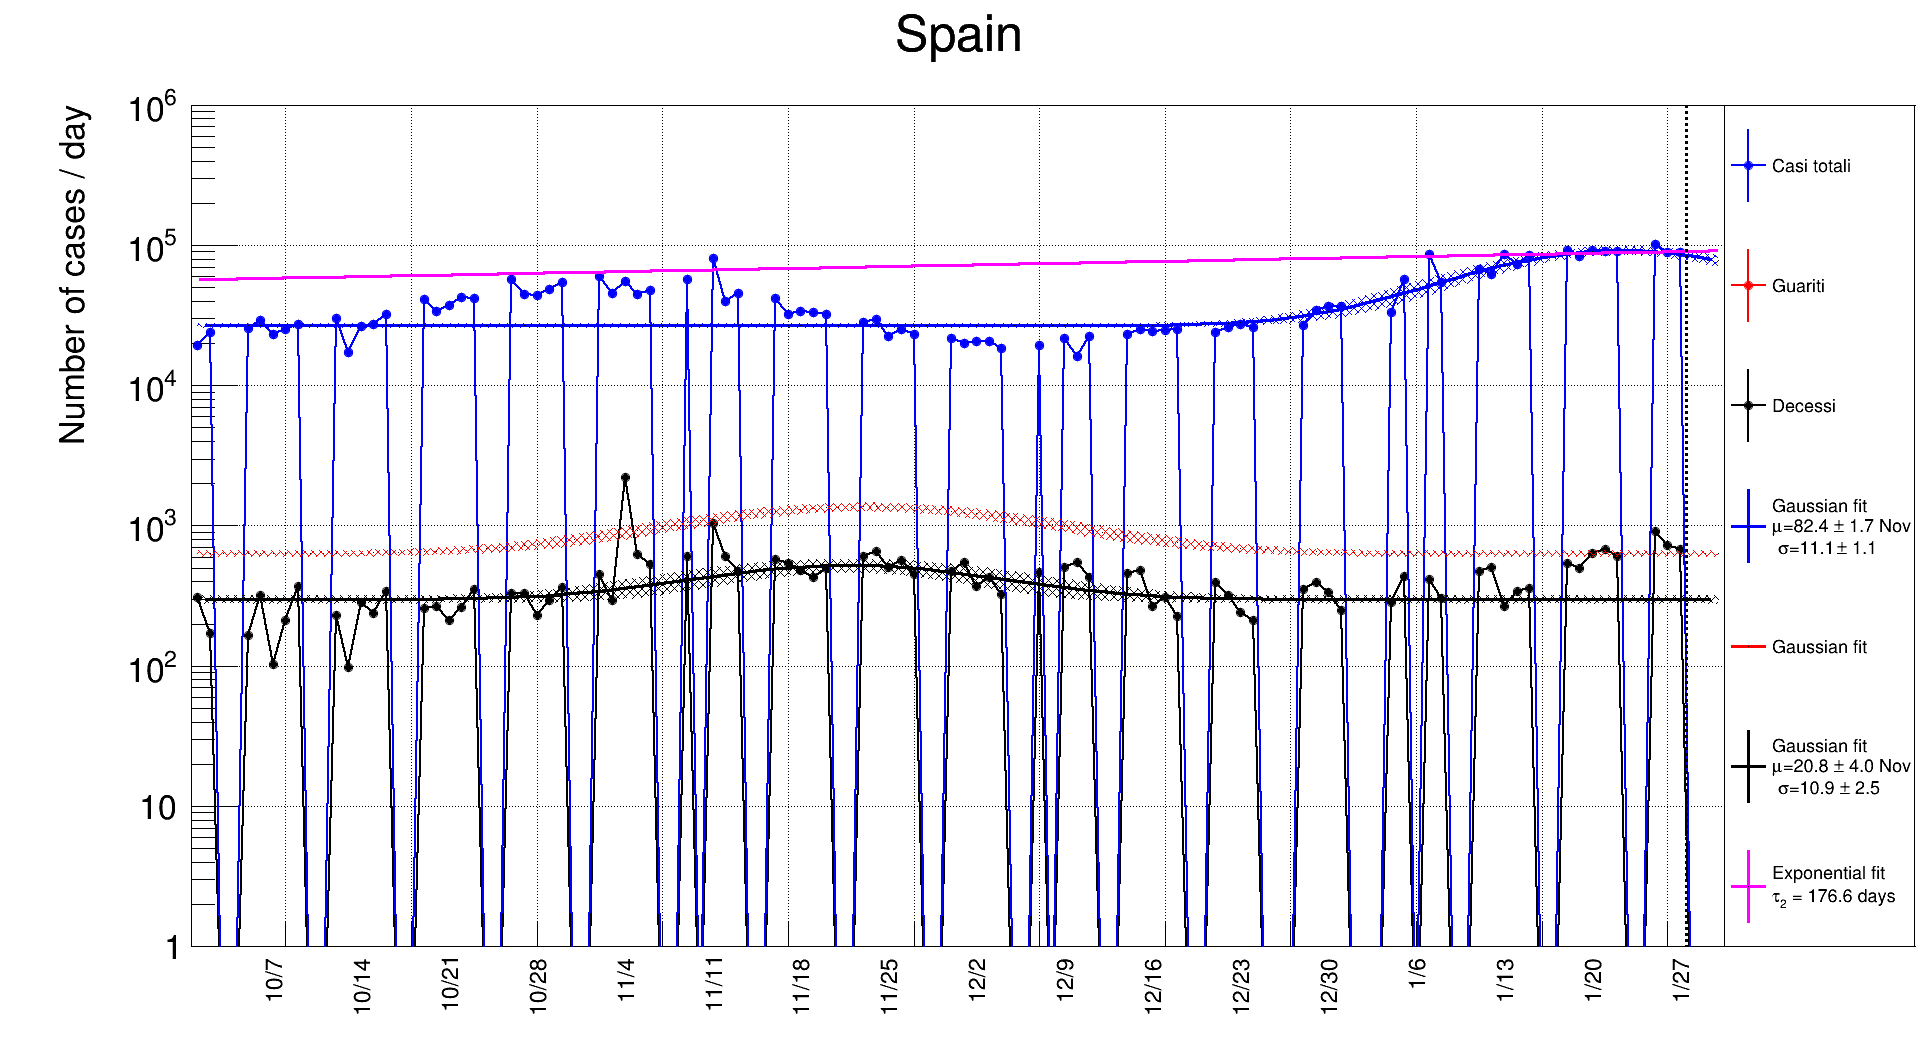 Spain
Number of cases / day
10⁶
10⁵
10⁴
10³
10²
10
1
10/7
10/14
10/21
10/28
11/4
11/11
11/18
11/25
12/2
12/9
12/16
12/23
12/30
1/6
1/13
1/20
1/27
Casi totali
Guariti
Decessi
Gaussian fit
μ=82.4 ± 1.7 Nov
σ=11.1 ± 1.1
Gaussian fit
Gaussian fit
μ=20.8 ± 4.0 Nov
σ=10.9 ± 2.5
Exponential fit
τ₂ = 176.6 days